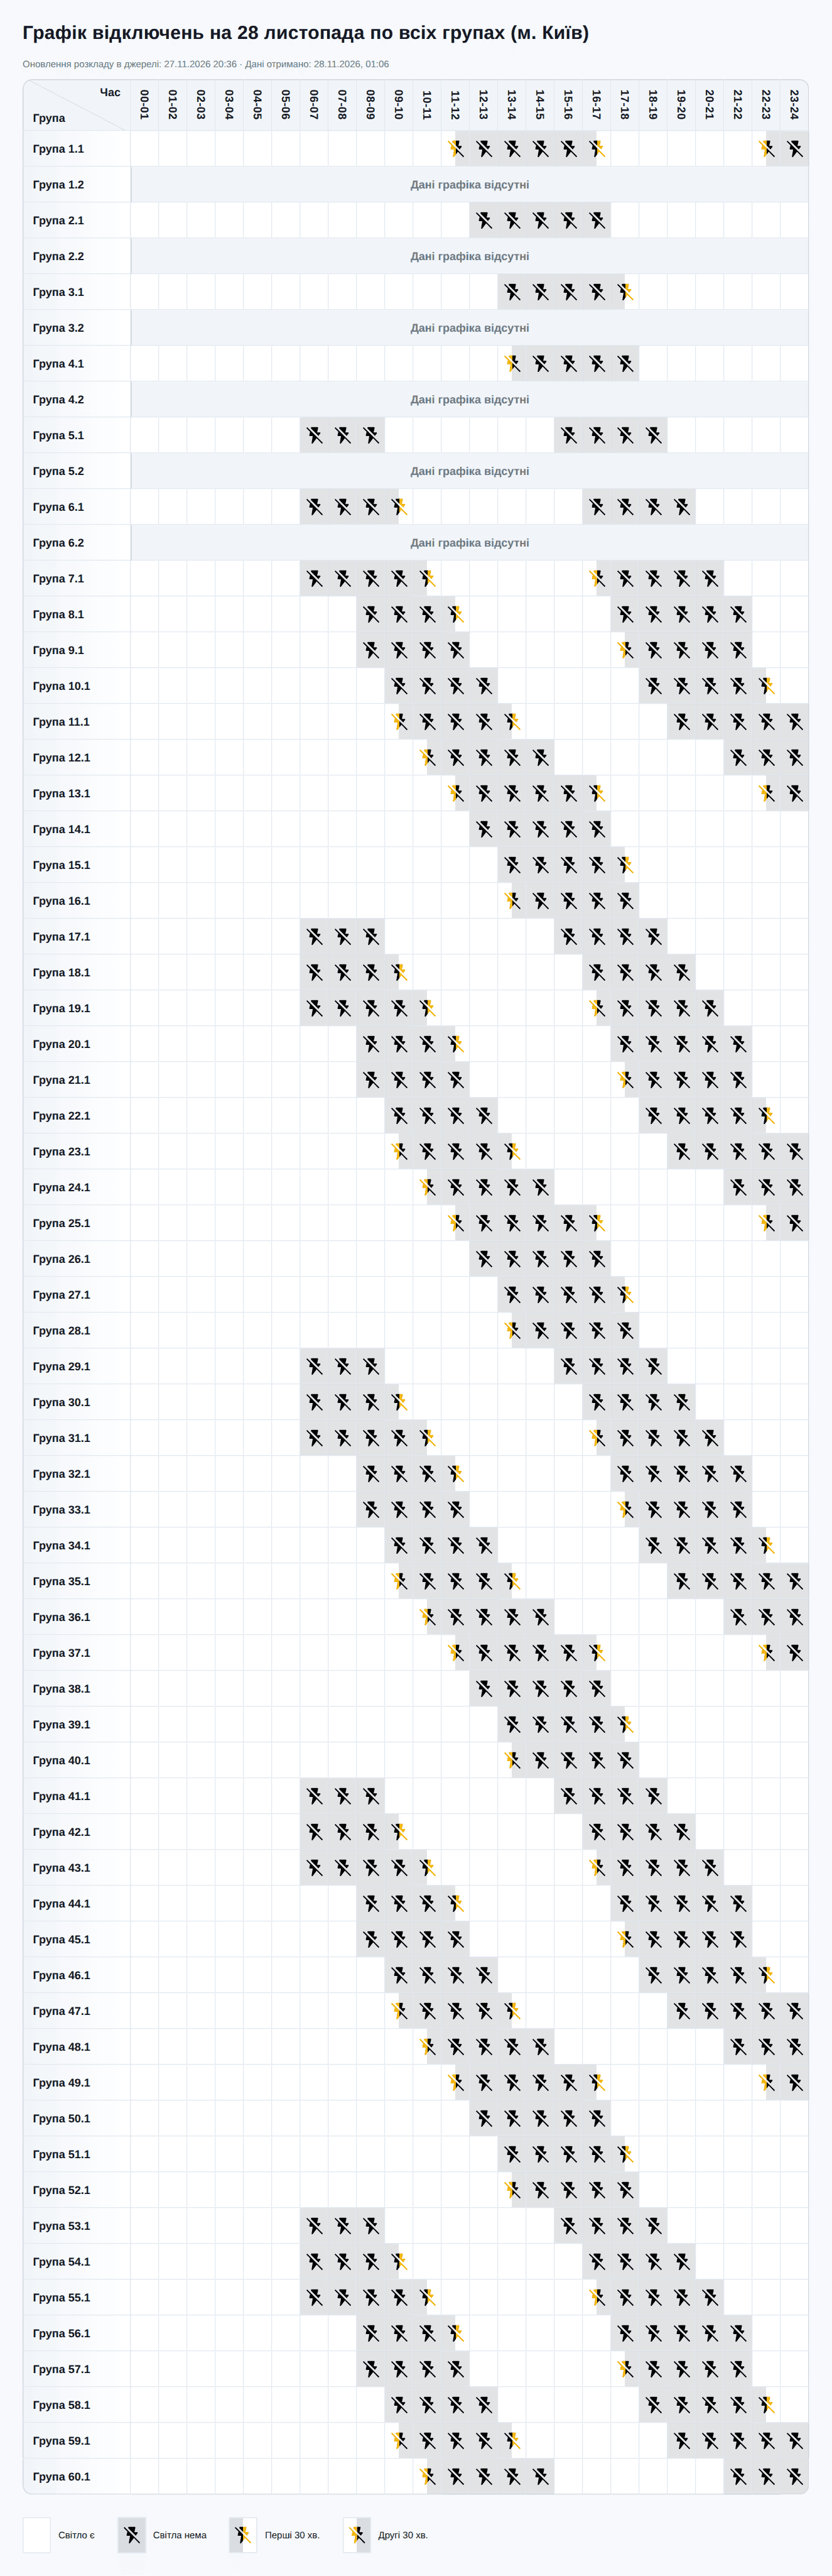 Графік відключень на 28 листопада по всіх групах (м. Київ)
Оновлення розкладу в джерелі: 27.11.2026 20:36 · Дані отримано: 28.11.2026, 01:06
Час
Група
00-01 01-02 02-03 03-04 04-05 05-06 06-07 07-08 08-09 09-10 10-11 11-12 12-13 13-14 14-15 15-16 16-17 17-18 18-19 19-20 20-21 21-22 22-23 23-24
Група 1.1
Група 1.2 Дані графіка відсутні
Група 2.1
Група 2.2 Дані графіка відсутні
Група 3.1
Група 3.2 Дані графіка відсутні
Група 4.1
Група 4.2 Дані графіка відсутні
Група 5.1
Група 5.2 Дані графіка відсутні
Група 6.1
Група 6.2 Дані графіка відсутні
Група 7.1
Група 8.1
Група 9.1
Група 10.1
Група 11.1
Група 12.1
Група 13.1
Група 14.1
Група 15.1
Група 16.1
Група 17.1
Група 18.1
Група 19.1
Група 20.1
Група 21.1
Група 22.1
Група 23.1
Група 24.1
Група 25.1
Група 26.1
Група 27.1
Група 28.1
Група 29.1
Група 30.1
Група 31.1
Група 32.1
Група 33.1
Група 34.1
Група 35.1
Група 36.1
Група 37.1
Група 38.1
Група 39.1
Група 40.1
Група 41.1
Група 42.1
Група 43.1
Група 44.1
Група 45.1
Група 46.1
Група 47.1
Група 48.1
Група 49.1
Група 50.1
Група 51.1
Група 52.1
Група 53.1
Група 54.1
Група 55.1
Група 56.1
Група 57.1
Група 58.1
Група 59.1
Група 60.1
Світло є Світла нема Перші 30 хв. Другі 30 хв.